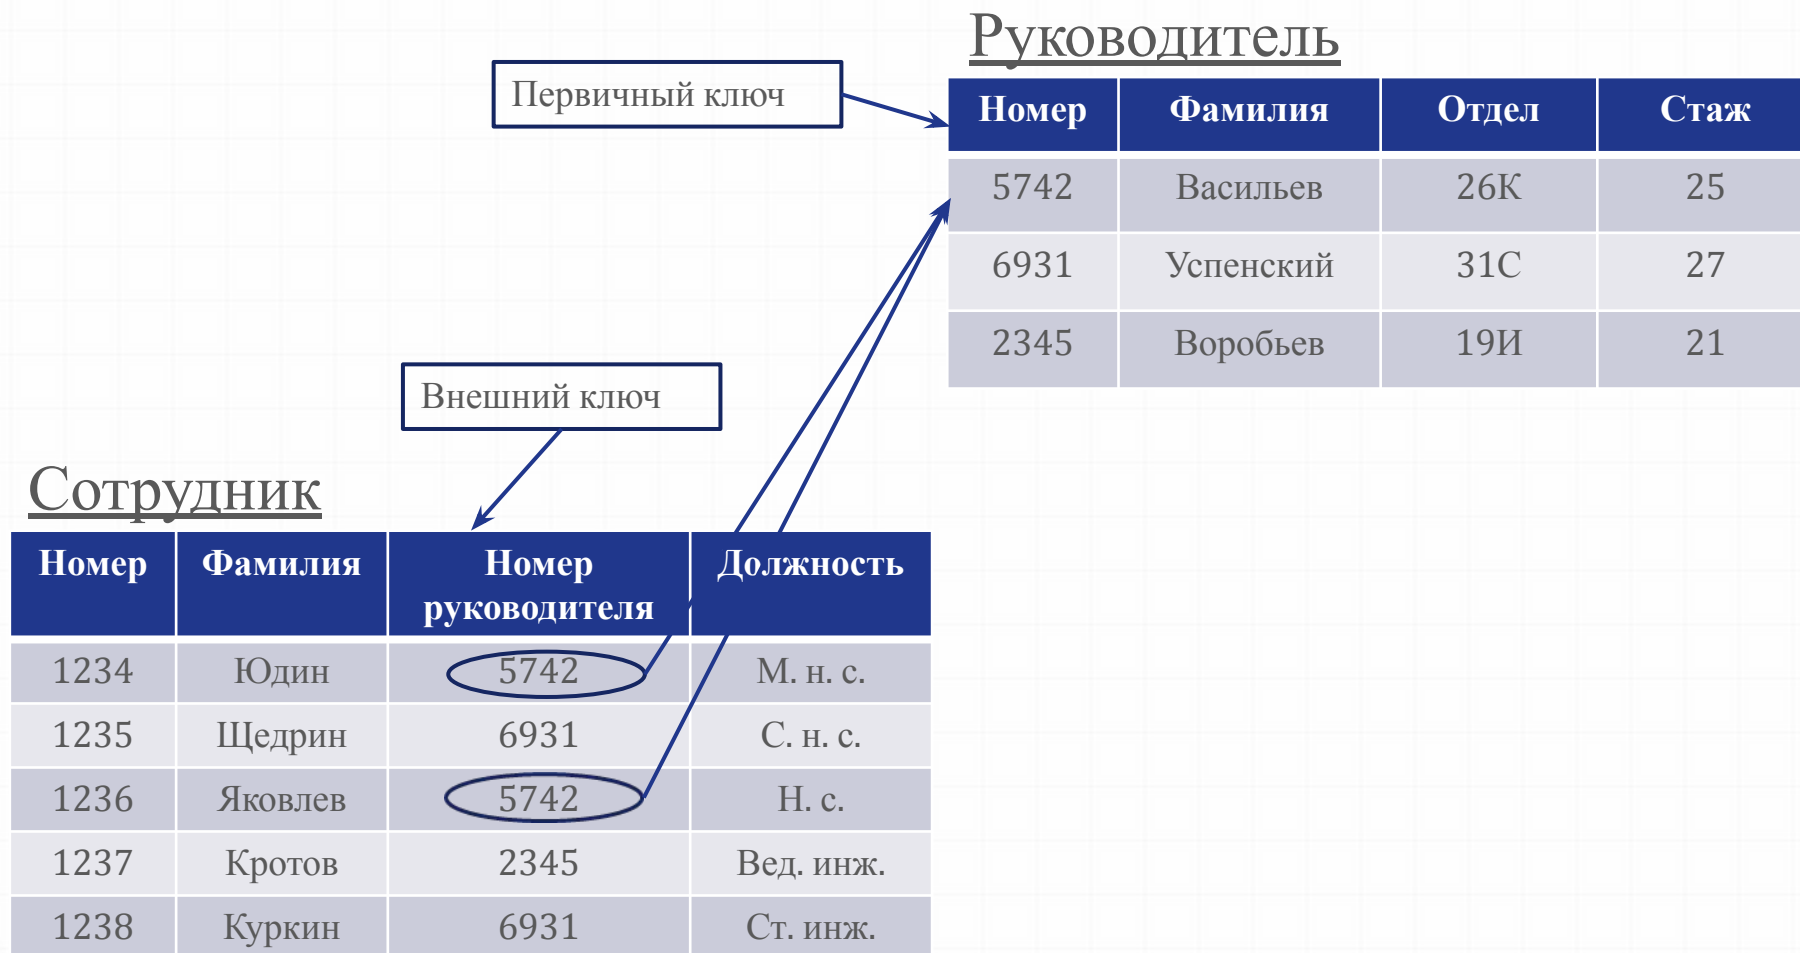 Руководитель
Первичный ключ
Номер Фамилия Отдел Стаж
5742 Васильев 26К 25
6931 Успенский 31С 27
2345 Воробьев 19И 21
Внешний ключ
Сотрудник
Номер Фамилия Номер руководителя Должность
1234 Юдин 5742 М. н. с.
1235 Щедрин 6931 С. н. с.
1236 Яковлев 5742 Н. с.
1237 Кротов 2345 Вед. инж.
1238 Куркин 6931 Ст. инж.